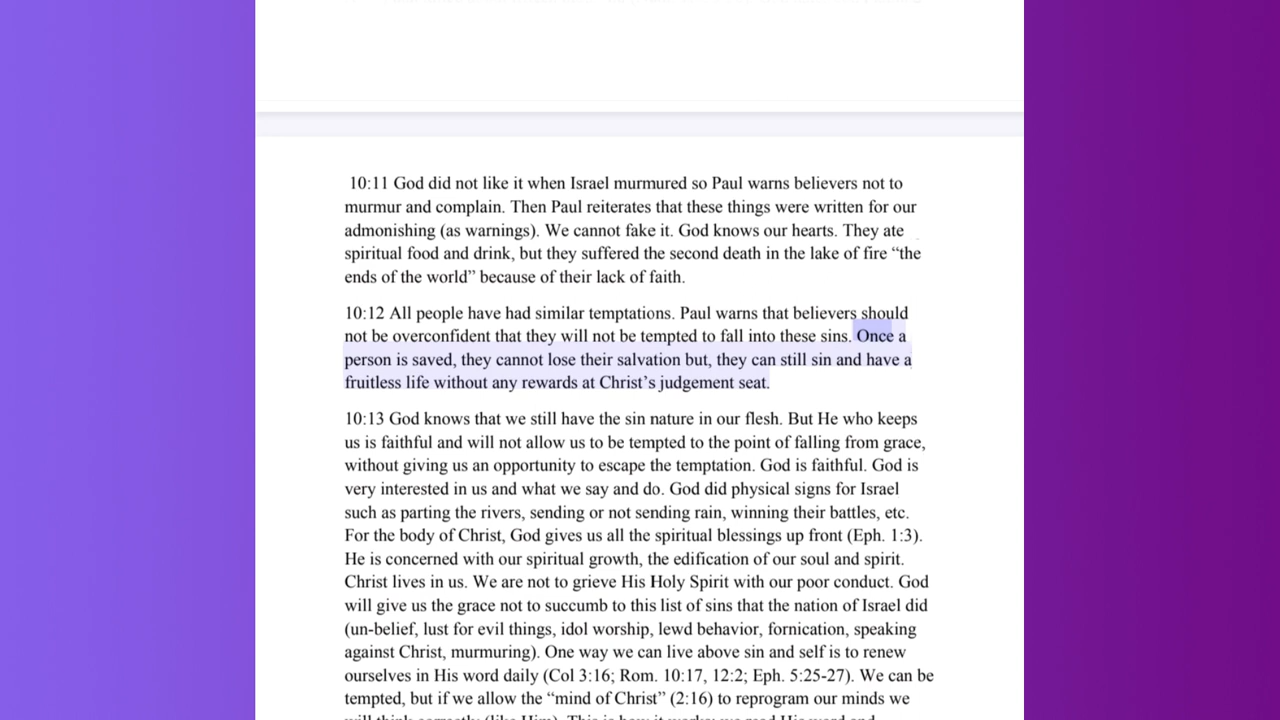 10:11 God did not like it when Israel murmured so Paul warns believers not to
murmur and complain. Then Paul reiterates that these things were written for our
admonishing (as warnings). We cannot fake it. God knows our hearts. They ate
spiritual food and drink, but they suffered the second death in the lake of fire “the
ends of the world” because of their lack of faith.
10:12 All people have had similar temptations. Paul warns that believers should
not be overconfident that they will not be tempted to fall into these sins. Once a
person is saved, they cannot lose their salvation but, they can still sin and have a
fruitless life without any rewards at Christ’s judgement seat.
10:13 God knows that we still have the sin nature in our flesh. But He who keeps
us is faithful and will not allow us to be tempted to the point of falling from grace,
without giving us an opportunity to escape the temptation. God is faithful. God is
very interested in us and what we say and do. God did physical signs for Israel
such as parting the rivers, sending or not sending rain, winning their battles, etc.
For the body of Christ, God gives us all the spiritual blessings up front (Eph. 1:3).
He is concerned with our spiritual growth, the edification of our soul and spirit.
Christ lives in us. We are not to grieve His Holy Spirit with our poor conduct. God
will give us the grace not to succumb to this list of sins that the nation of Israel did
(un-belief, lust for evil things, idol worship, lewd behavior, fornication, speaking
against Christ, murmuring). One way we can live above sin and self is to renew
ourselves in His word daily (Col 3:16; Rom. 10:17, 12:2; Eph. 5:25-27). We can be
tempted, but if we allow the “mind of Christ” (2:16) to reprogram our minds we